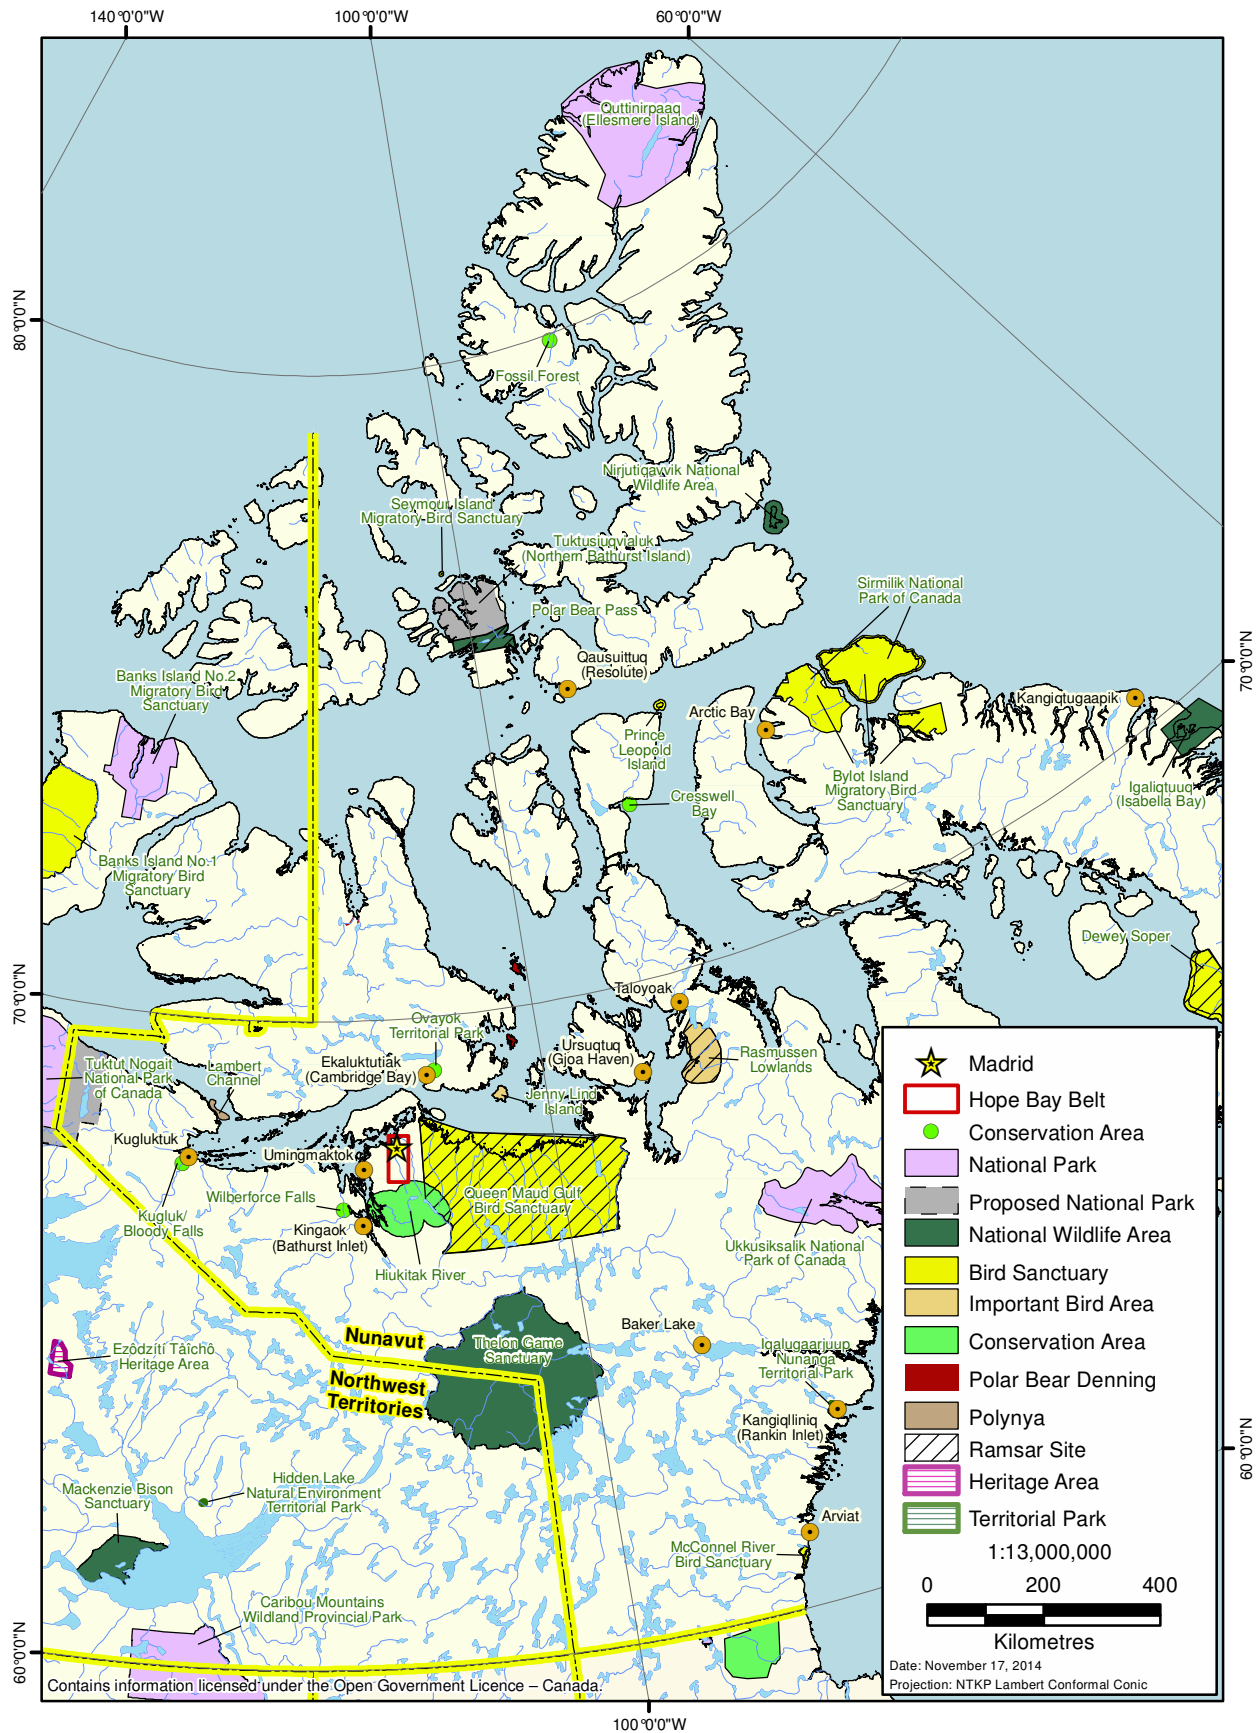 140°0'0"W
100°0'0"W
60°0'0"W
80°0'0"N
70°0'0"N
60°0'0"N
70°0'0"N
60°0'0"N
100°0'0"W
Quttinirpaaq
(Ellesmere Island)
Fossil Forest
Nirjutiqavvik National
Wildlife Area
Seymour Island
Migratory Bird Sanctuary
Tuktusiuqvialuk
(Northern Bathurst Island)
Polar Bear Pass
Sirmilik National
Park of Canada
Qausuittuq
(Resolute)
Banks Island No.2
Migratory Bird
Sanctuary
Arctic Bay
Kangiqtugaapik
Prince
Leopold
Island
Bylot Island
Migratory Bird
Sanctuary
Igaliqtuuq
(Isabella Bay)
Cresswell
Bay
Banks Island No.1
Migratory Bird
Sanctuary
Dewey Soper
Taloyoak
Ovayok
Territorial Park
Ursuqtuq
(Gjoa Haven)
Rasmussen
Lowlands
Ekaluktutiak
(Cambridge Bay)
Tuktut Nogait
National Park
of Canada
Lambert
Channel
Jenny Lind
Island
Kugluktuk
Umingmaktok
Wilberforce Falls
Queen Maud Gulf
Bird Sanctuary
Kugluk/
Bloody Falls
Kingaok
(Bathurst Inlet)
Hiukitak River
Ukkusiksalik National
Park of Canada
Nunavut
Northwest
Territories
Thelon Game
Sanctuary
Baker Lake
Iqalugaarjuup
Nunanga
Territorial Park
Ezôdzìtì Tåîchô
Heritage Area
Kangiqlliniq
(Rankin Inlet)
Mackenzie Bison
Sanctuary
Hidden Lake
Natural Environment
Territorial Park
Arviat
McConnel River
Bird Sanctuary
Caribou Mountains
Wildland Provincial Park
Contains information licensed under the Open Government Licence – Canada.
Madrid
Hope Bay Belt
Conservation Area
National Park
Proposed National Park
National Wildlife Area
Bird Sanctuary
Important Bird Area
Conservation Area
Polar Bear Denning
Polynya
Ramsar Site
Heritage Area
Territorial Park
1:13,000,000
0 200 400
Kilometres
Date: November 17, 2014
Projection: NTKP Lambert Conformal Conic